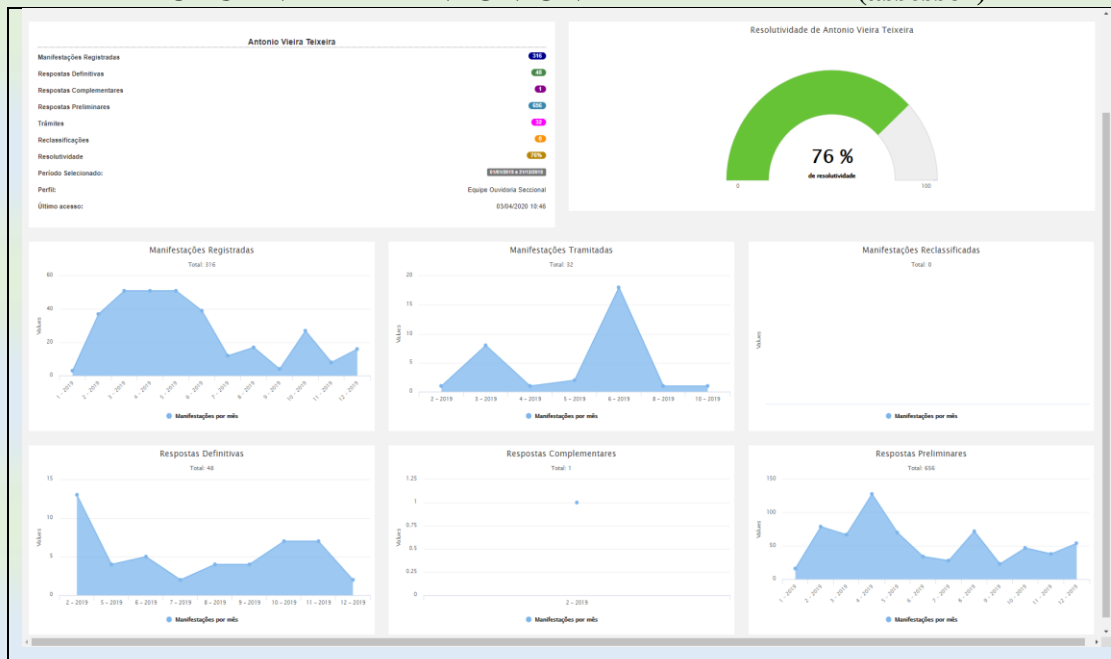 Antonio Vieira Teixeira
Manifestações Registradas 316
Respostas Definitivas 48
Respostas Complementares 1
Respostas Preliminares 656
Trâmites 32
Reclassificações 0
Resolutividade 76%
Período Selecionado: 01/01/2019 a 31/12/2019
Perfil: Equipe Ouvidoria Seccional
Último acesso: 03/04/2020 10:46
Resolutividade de Antonio Vieira Teixeira
76 %
de resolutividade
0 100
Manifestações Registradas
Total: 316
Values
60
40
20
0
1 - 2019 2 - 2019 3 - 2019 4 - 2019 5 - 2019 6 - 2019 7 - 2019 8 - 2019 9 - 2019 10 - 2019 11 - 2019 12 - 2019
Manifestações por mês
Manifestações Tramitadas
Total: 32
Values
20
15
10
5
0
2 - 2019 3 - 2019 4 - 2019 5 - 2019 6 - 2019 8 - 2019 10 - 2019
Manifestações por mês
Manifestações Reclassificadas
Total: 0
Values
Manifestações por mês
Respostas Definitivas
Total: 48
Values
15
10
5
0
2 - 2019 5 - 2019 6 - 2019 7 - 2019 8 - 2019 9 - 2019 10 - 2019 11 - 2019 12 - 2019
Manifestações por mês
Respostas Complementares
Total: 1
Values
1.25
1
0.75
0.5
0.25
0
2 - 2019
Manifestações por mês
Respostas Preliminares
Total: 656
Values
150
100
50
0
1 - 2019 2 - 2019 3 - 2019 4 - 2019 5 - 2019 6 - 2019 7 - 2019 8 - 2019 9 - 2019 10 - 2019 11 - 2019 12 - 2019
Manifestações por mês